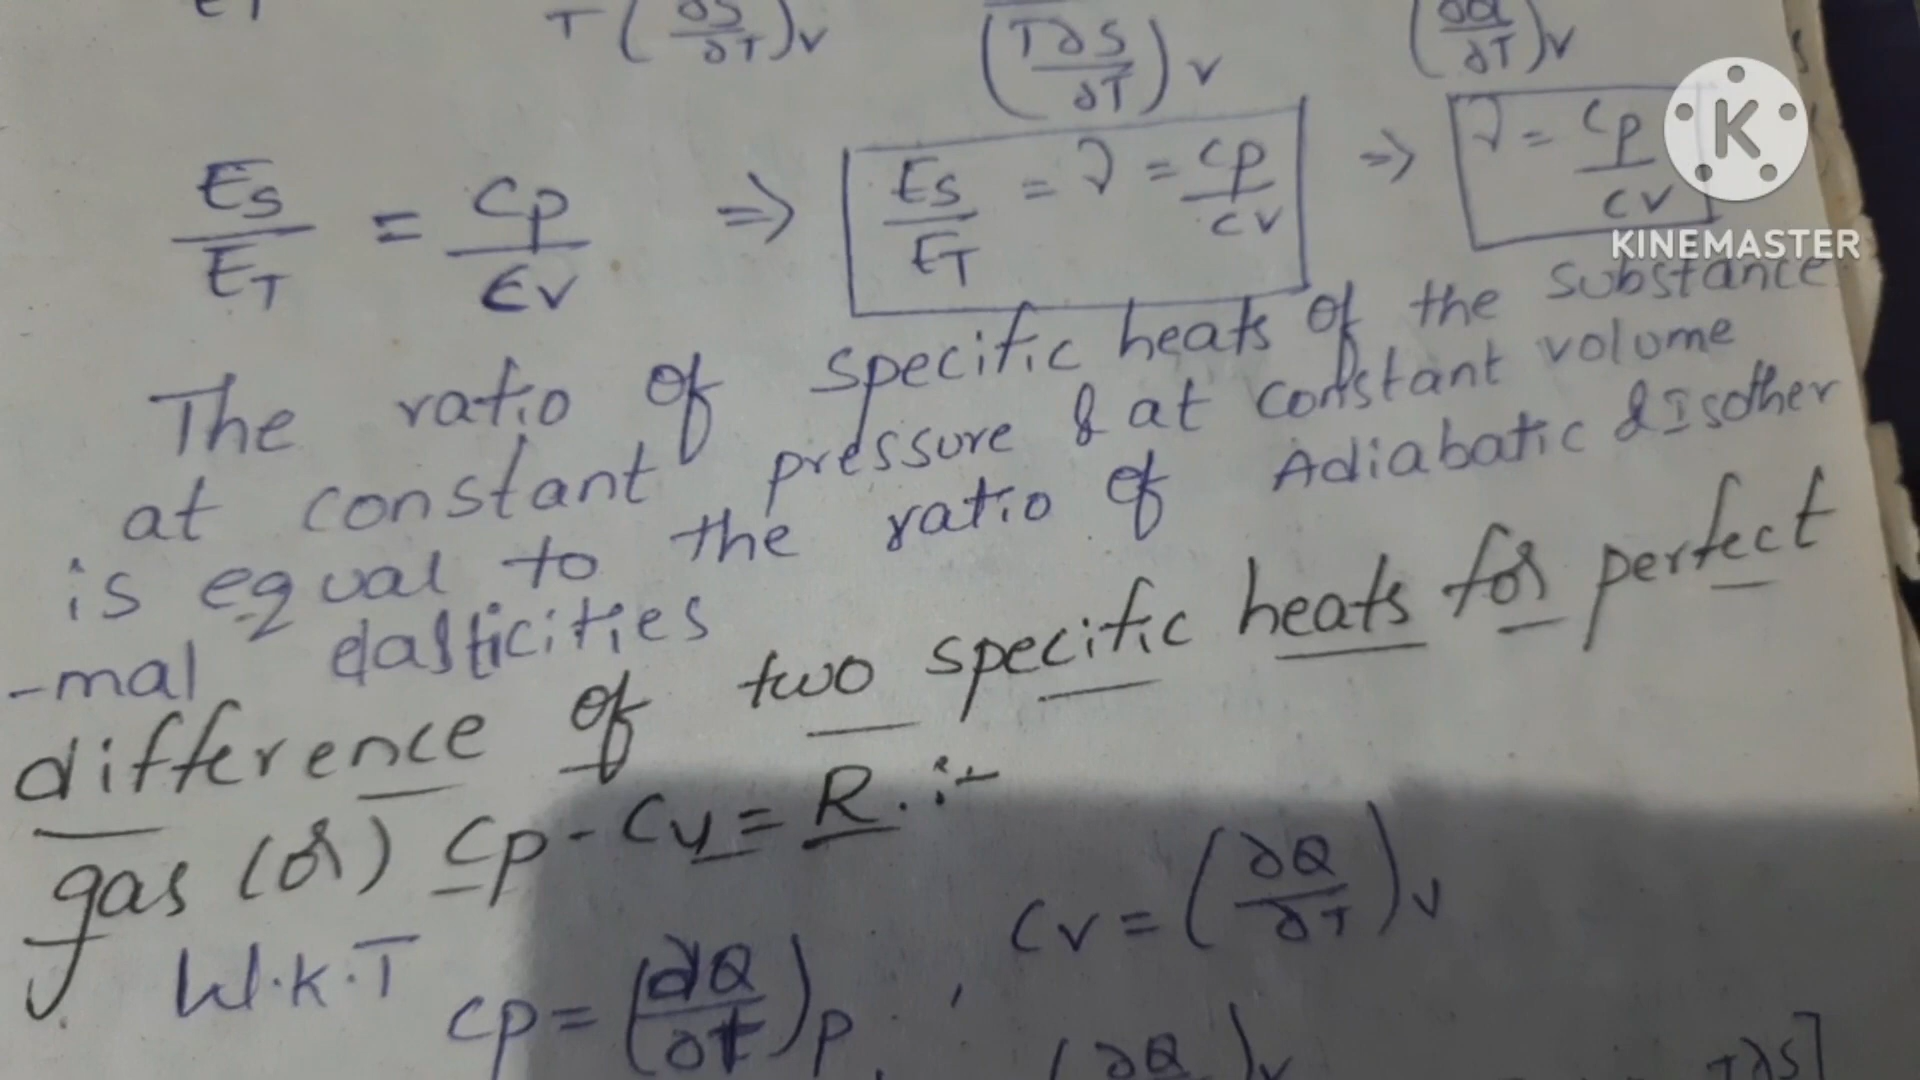 T(∂S/∂T)v (T∂S/∂T)v (∂Q/∂T)v
Es/ET = Cp/Cv => Es/ET = γ = Cp/Cv => γ = Cp/Cv
KINEMASTER
The ratio of specific heats of the substance
at constant pressure & at constant volume
is equal to the ratio of Adiabatic & Isother
-mal elasticities
difference of two specific heats for perfect
gas (or) Cp - Cv = R. :-
W.K.T Cp = (dQ/∂T)p, Cv = (∂Q/∂T)v
(∂Q )v T∂S]